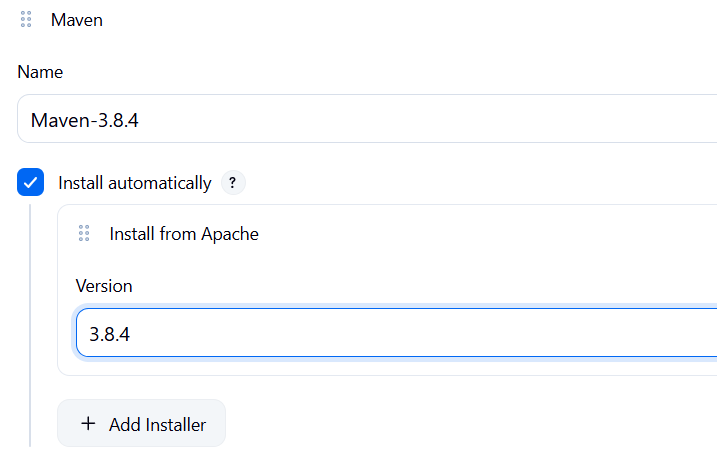 Maven
Name
Maven-3.8.4
Install automatically ?
Install from Apache
Version
3.8.4
+ Add Installer